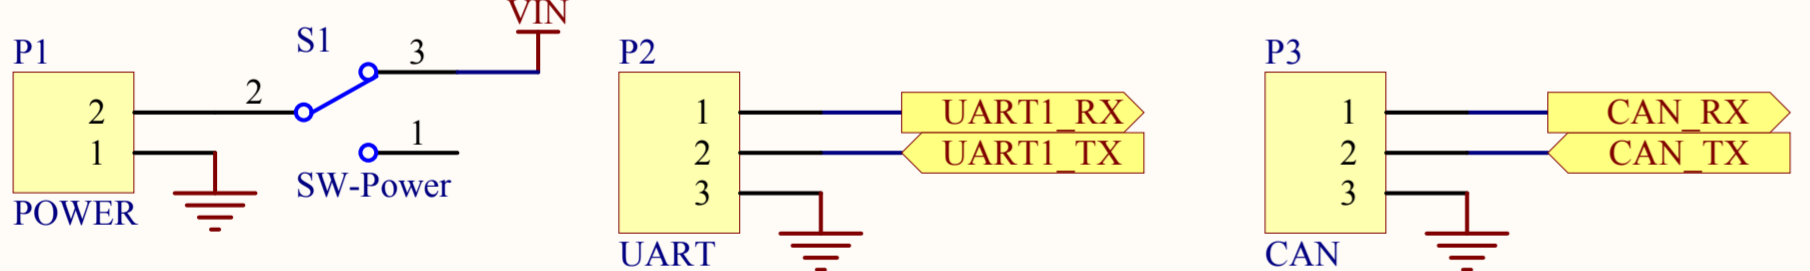 P1
2
1
POWER
2
S1
3
1
SW-Power
VIN
P2
1
2
3
UART
UART1_RX
UART1_TX
P3
1
2
3
CAN
CAN_RX
CAN_TX